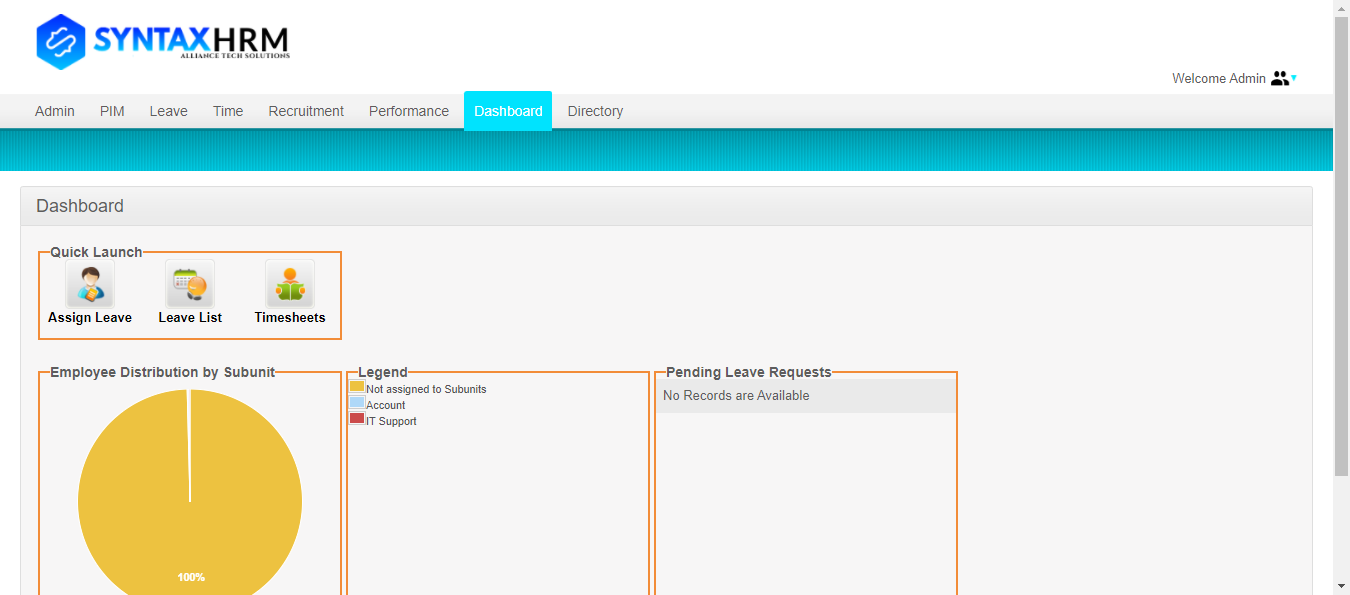 SYNTAXHRM
ALLIANCE TECH SOLUTIONS
Welcome Admin
Admin PIM Leave Time Recruitment Performance Dashboard Directory
Dashboard
Quick Launch
Assign Leave Leave List Timesheets
Employee Distribution by Subunit
100%
Legend
Not assigned to Subunits
Account
IT Support
Pending Leave Requests
No Records are Available